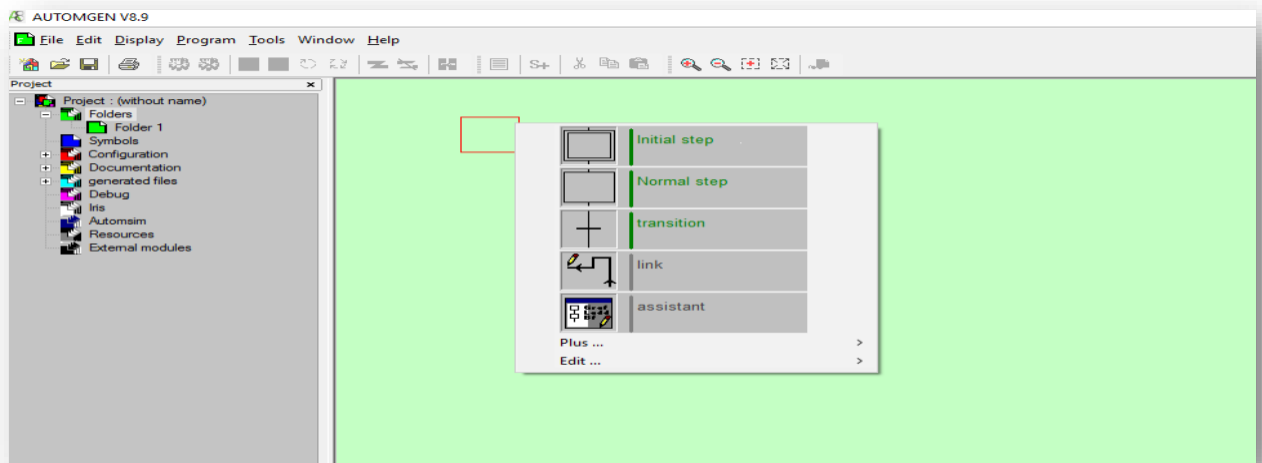 AUTOMGEN V8.9
File Edit Display Program Tools Window Help
S+
Project
Project : (without name)
Folders
Folder 1
Symbols
Configuration
Documentation
generated files
Debug
Iris
Automsim
Resources
External modules
Initial step
Normal step
transition
link
assistant
Plus ... >
Edit ... >